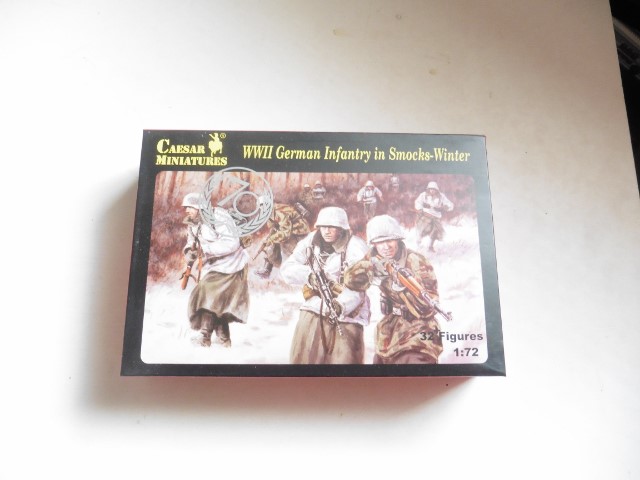 CAESAR ®
MINIATURES
WWII German Infantry in Smocks-Winter
32 Figures
1:72